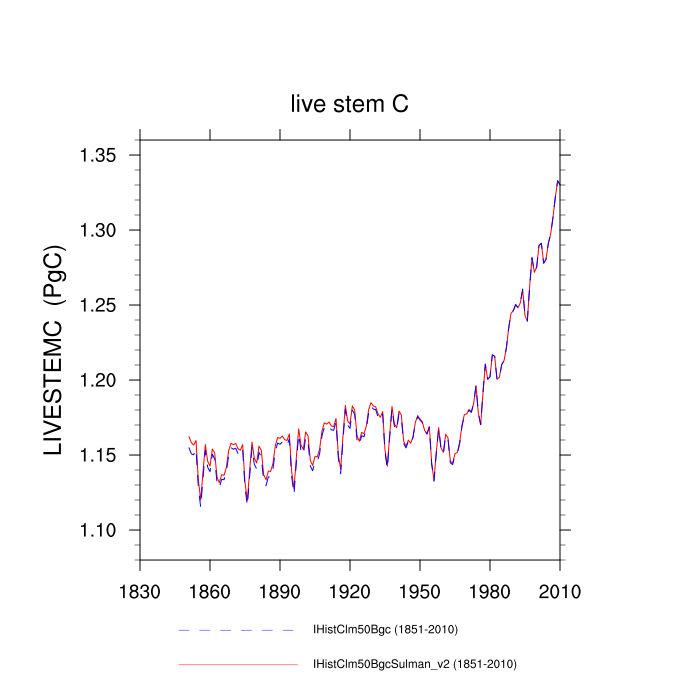 live stem C
LIVESTEMC (PgC)
1.35
1.30
1.25
1.20
1.15
1.10
1830 1860 1890 1920 1950 1980 2010
IHistClm50Bgc (1851-2010)
IHistClm50BgcSulman_v2 (1851-2010)